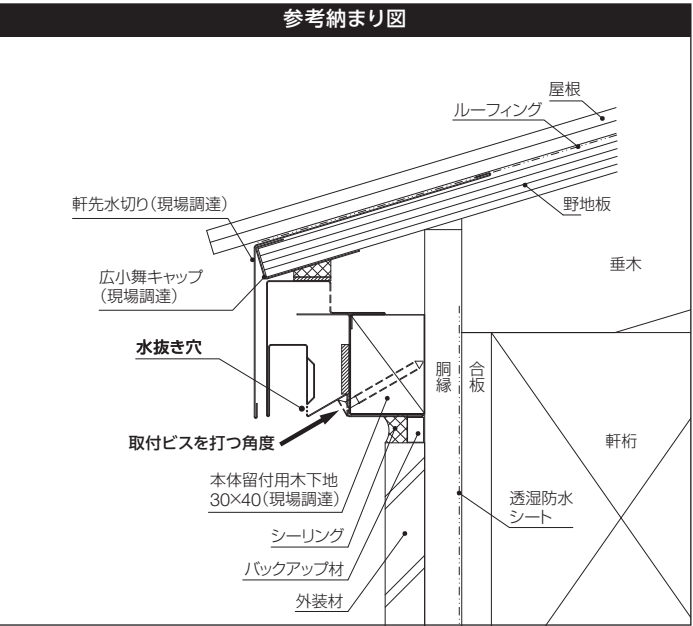 参考納まり図
屋根
ルーフィング
軒先水切り（現場調達）
野地板
広小舞キャップ
（現場調達）
垂木
水抜き穴
胴縁
合板
取付ビスを打つ角度
軒桁
本体留付用木下地
30×40（現場調達）
透湿防水
シート
シーリング
バックアップ材
外装材